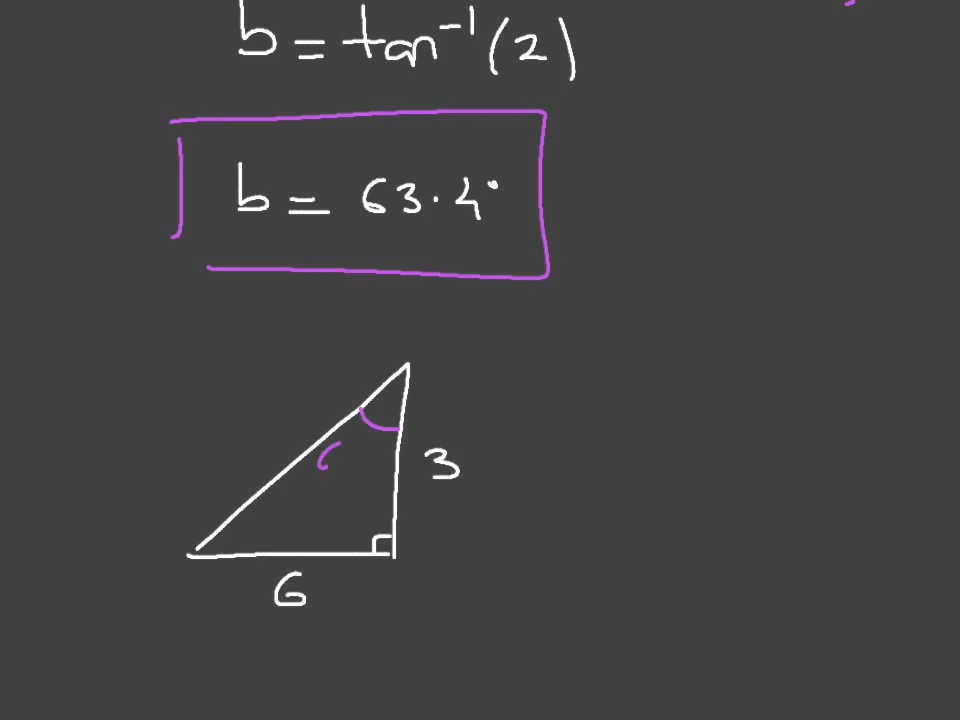 b = tan⁻¹(2)
b = 63.4°
3
6